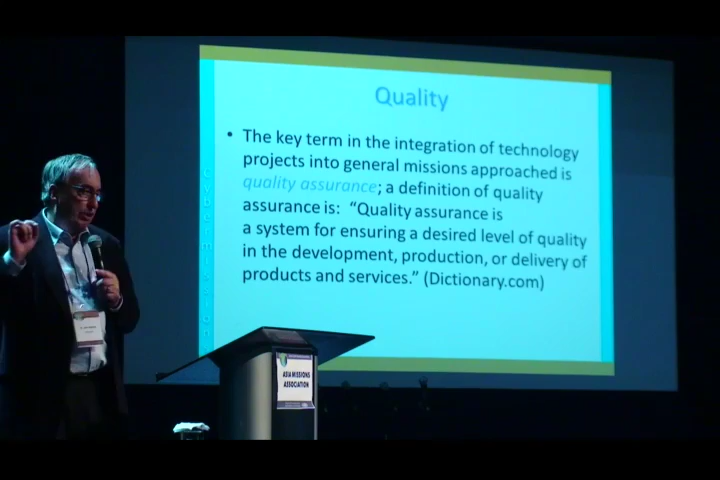 Quality
• The key term in the integration of technology
projects into general missions approached is
quality assurance; a definition of quality
assurance is: “Quality assurance is
a system for ensuring a desired level of quality
in the development, production, or delivery of
products and services.” (Dictionary.com)
ASIA MISSIONS
ASSOCIATION